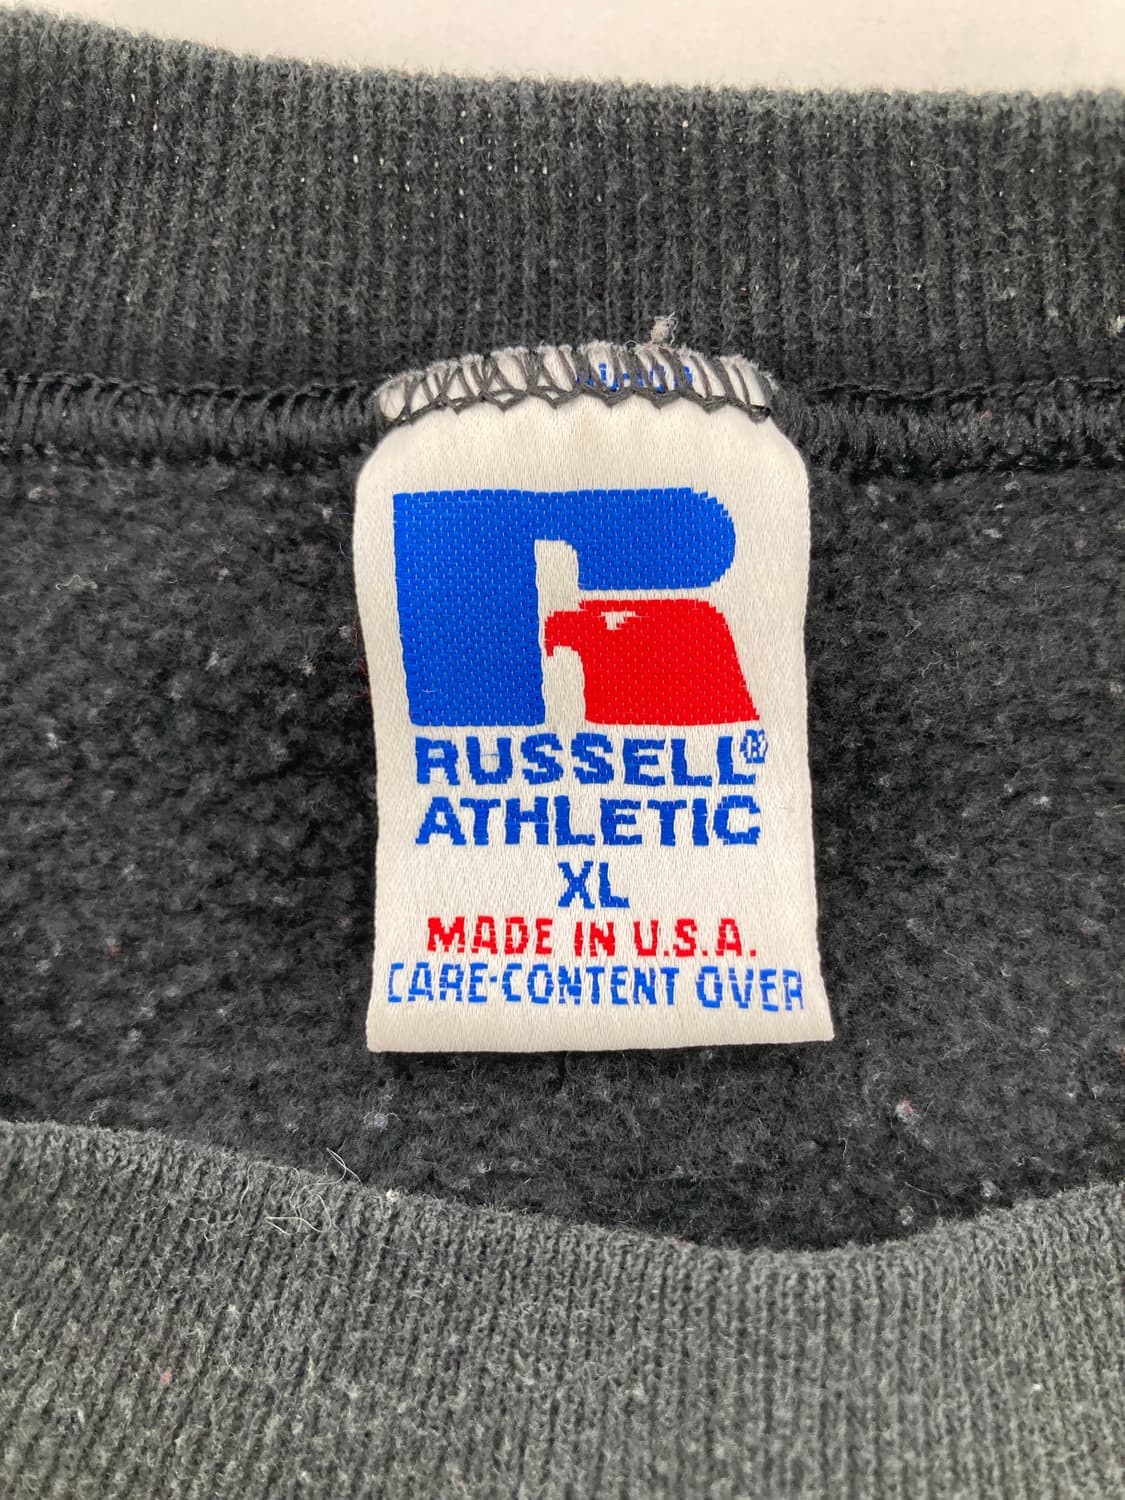 RUSSELL®
ATHLETIC
XL
MADE IN U.S.A.
CARE·CONTENT OVER